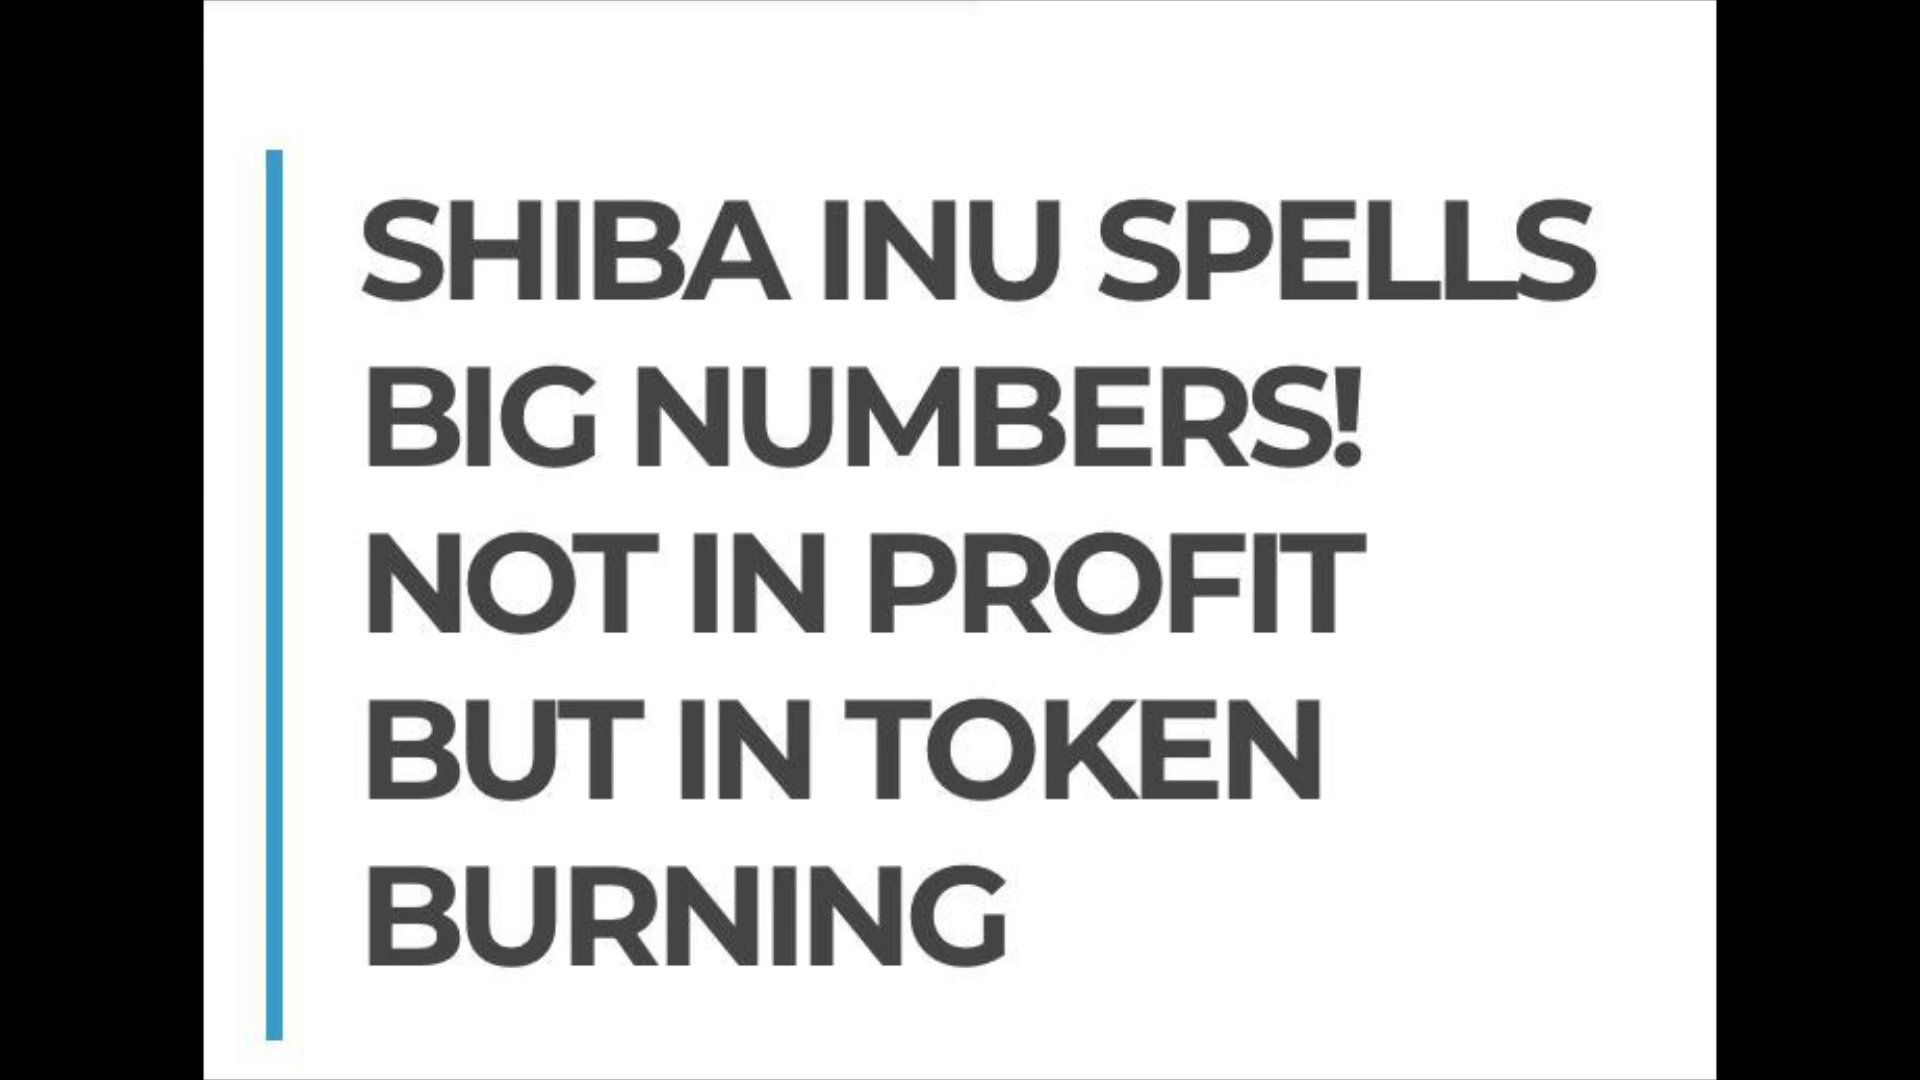 SHIBA INU SPELLS
BIG NUMBERS!
NOT IN PROFIT
BUT IN TOKEN
BURNING